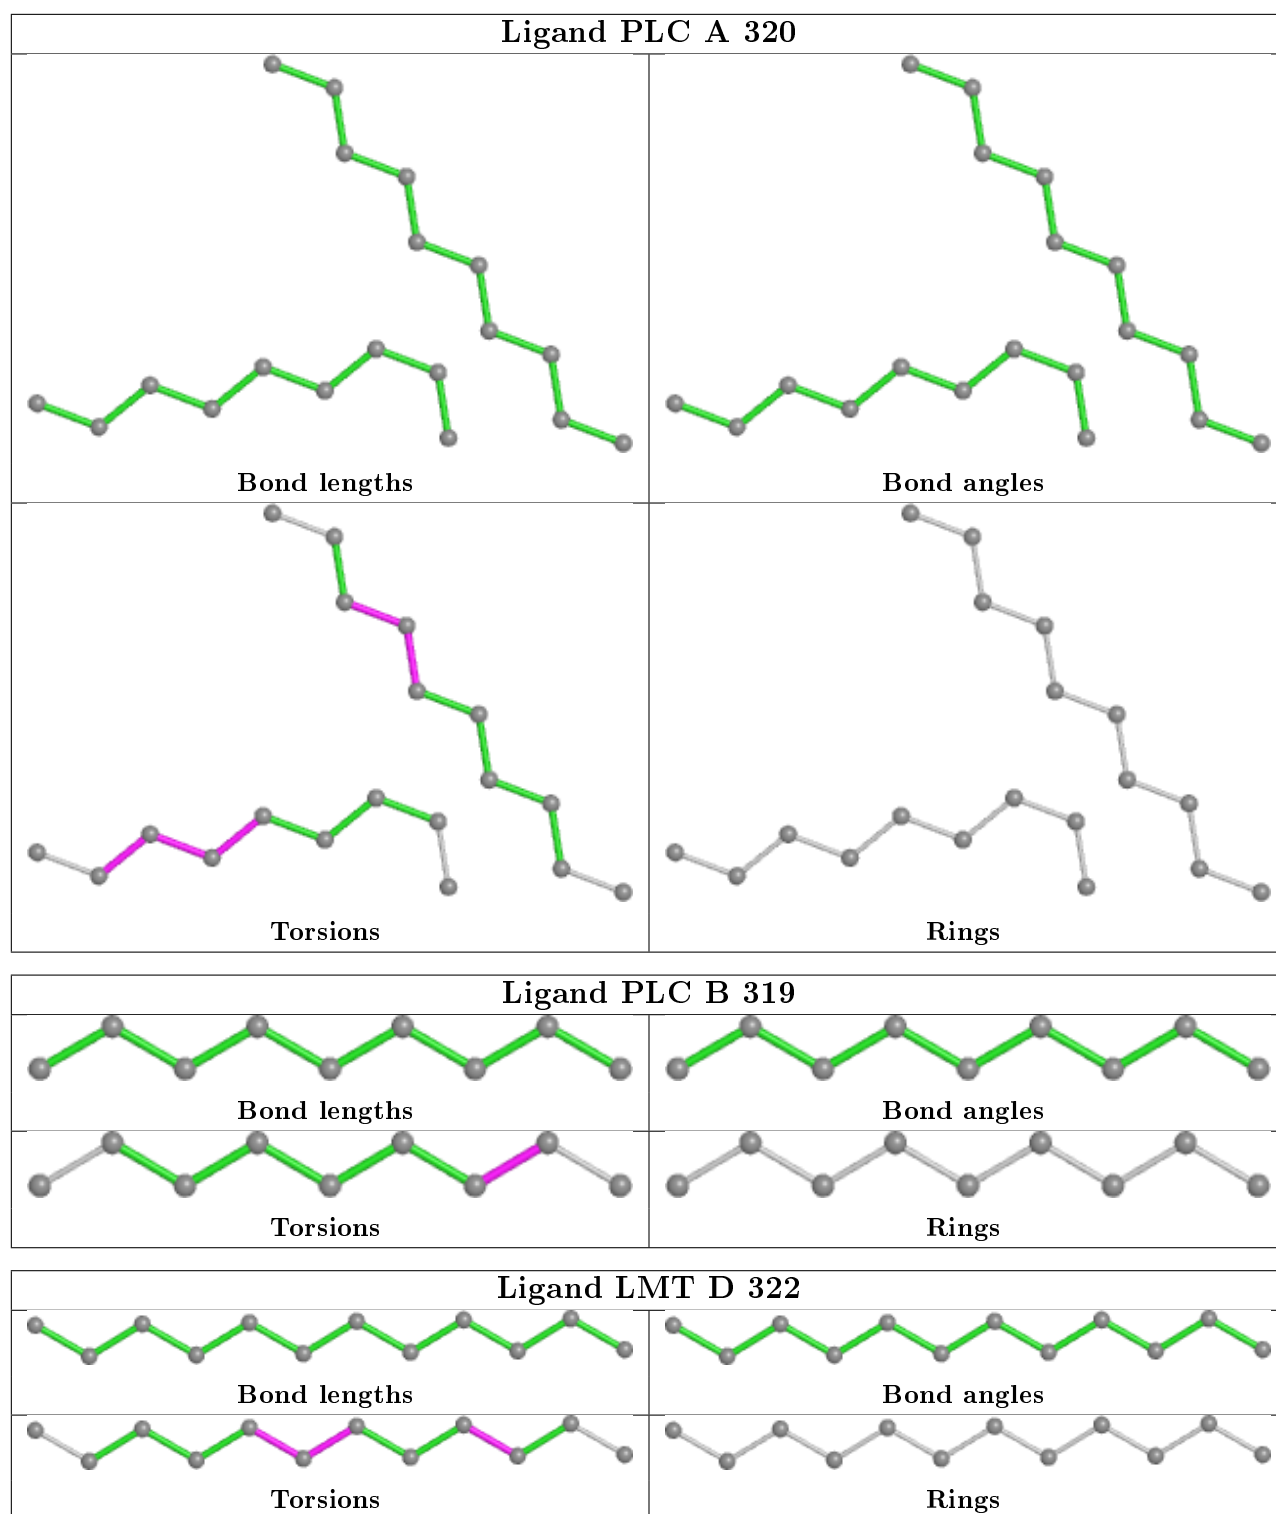 Ligand PLC A 320
Bond lengths
Bond angles
Torsions
Rings
Ligand PLC B 319
Bond lengths
Bond angles
Torsions
Rings
Ligand LMT D 322
Bond lengths
Bond angles
Torsions
Rings